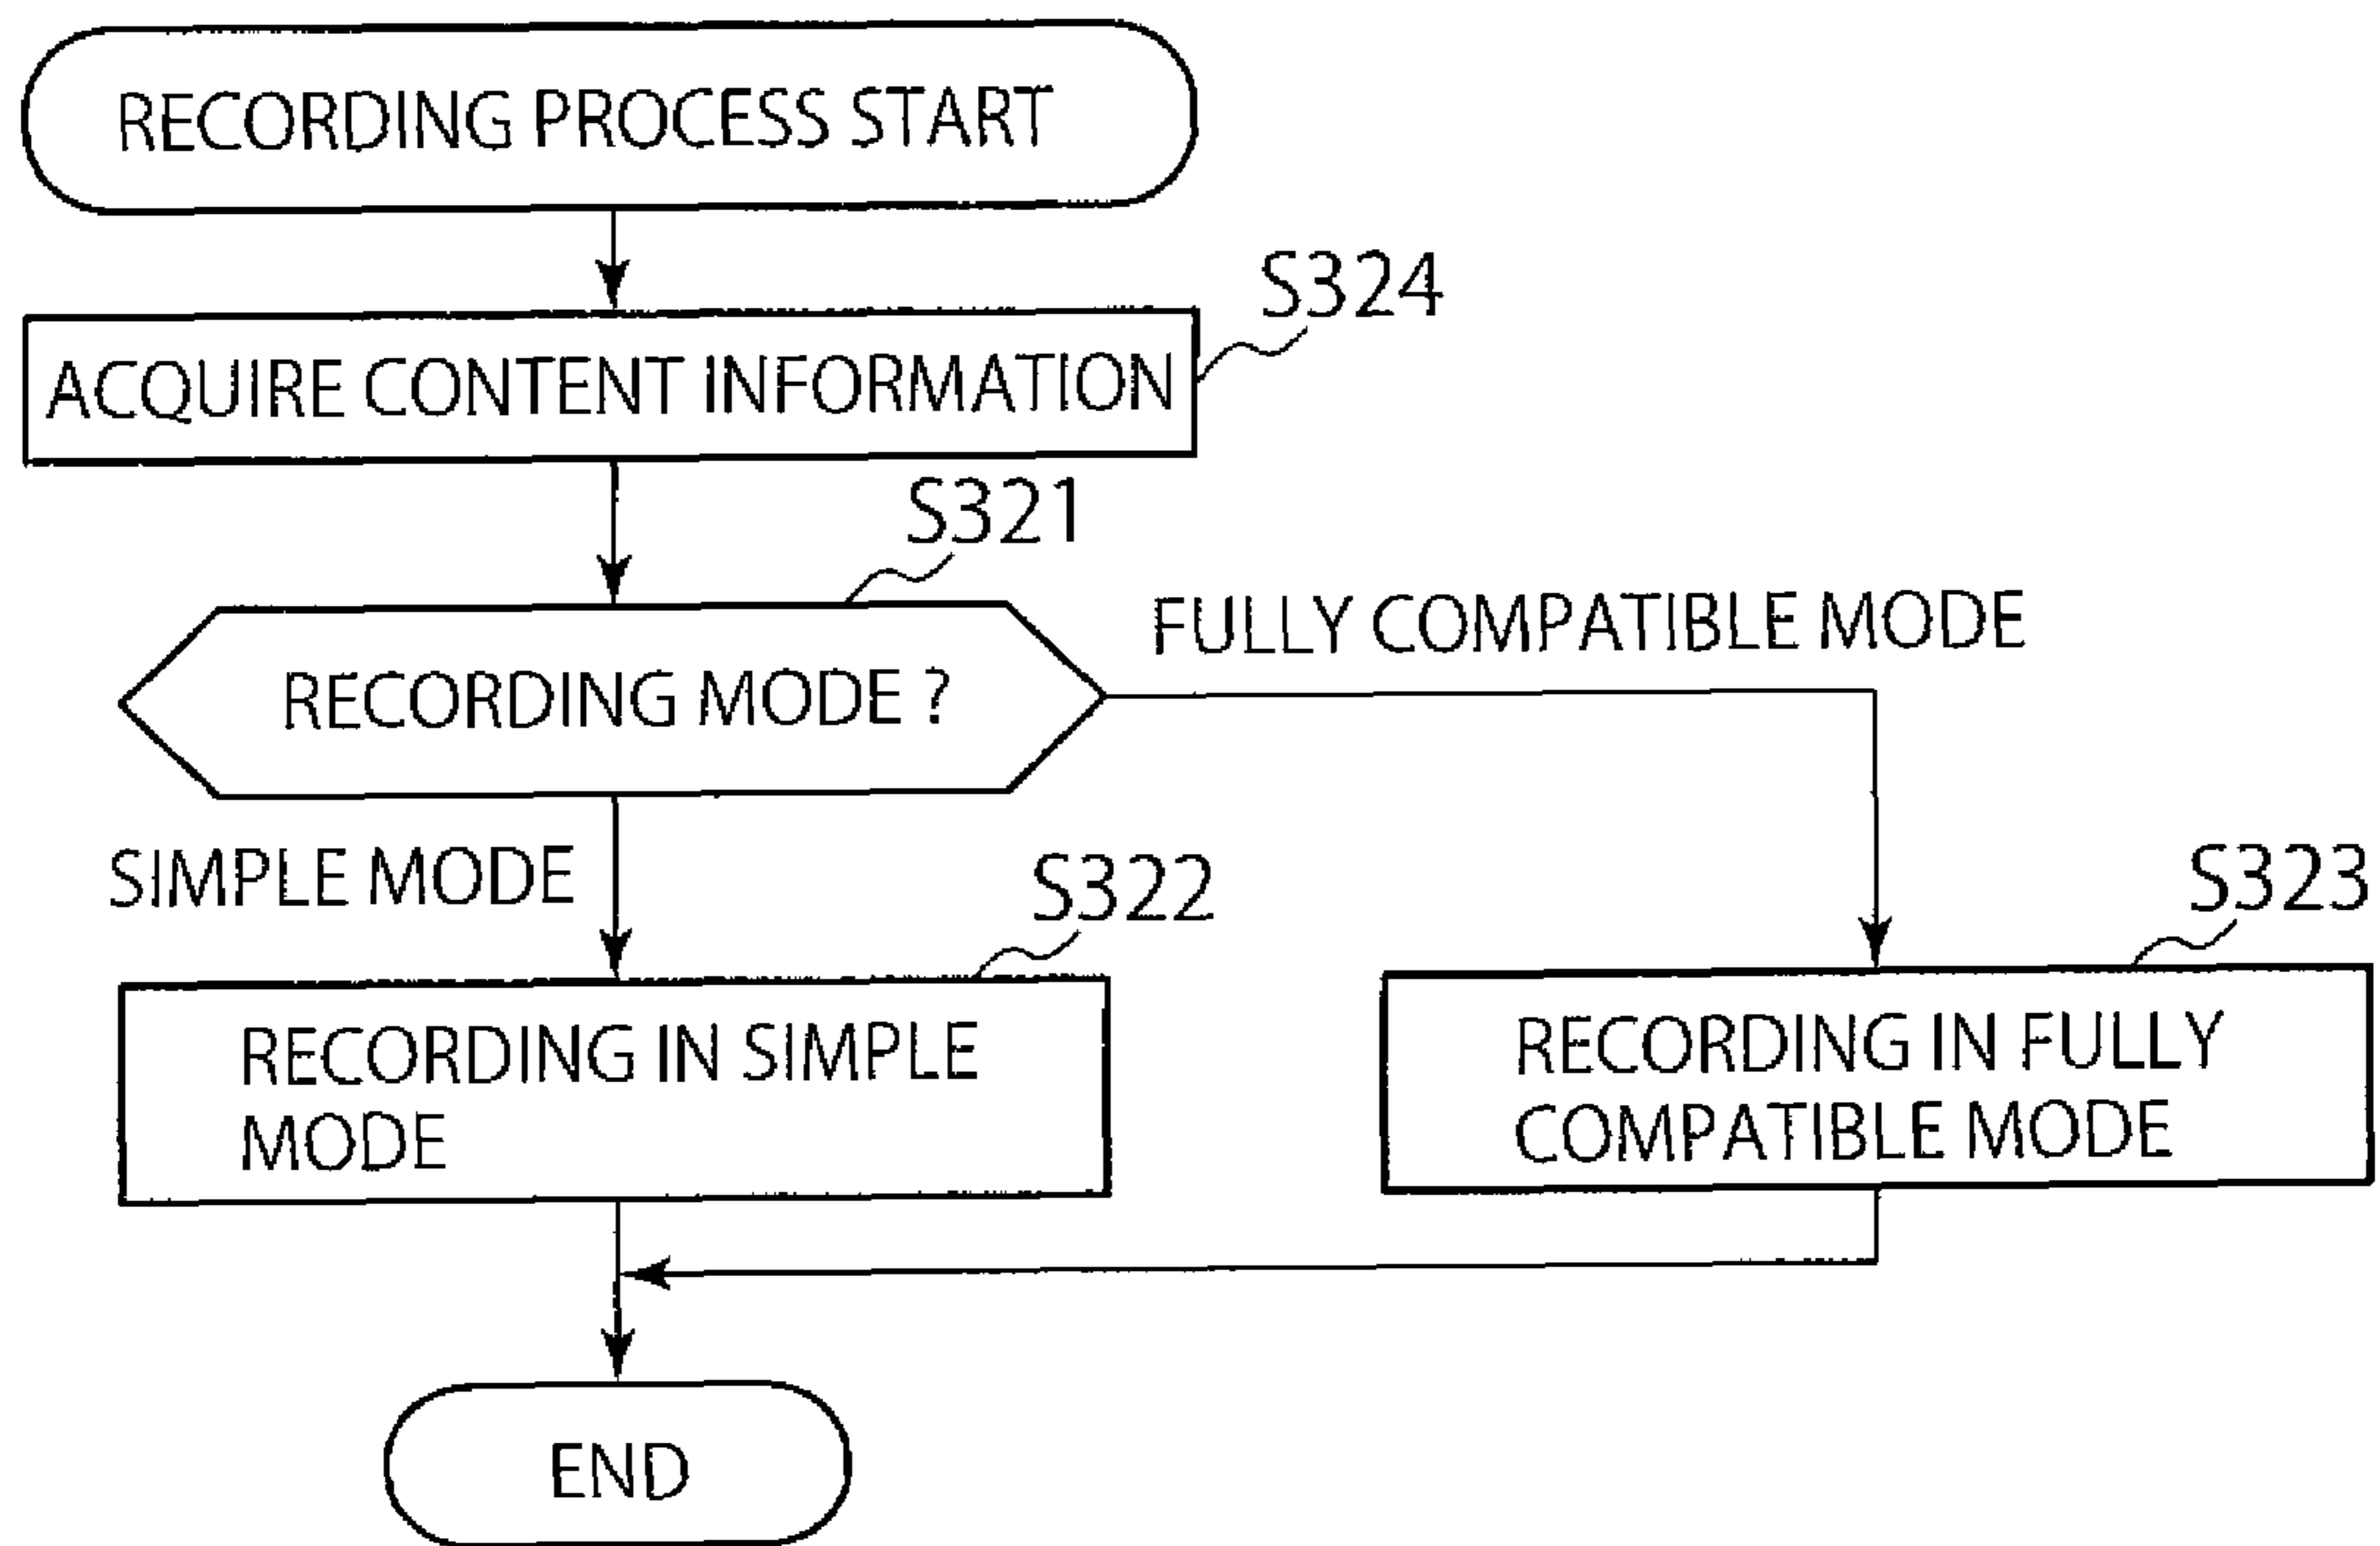 RECORDING PROCESS START
S324
ACQUIRE CONTENT INFORMATION
S321
FULLY COMPATIBLE MODE
RECORDING MODE ?
SIMPLE MODE
S322
S323
RECORDING IN SIMPLE
MODE
RECORDING IN FULLY
COMPATIBLE MODE
END